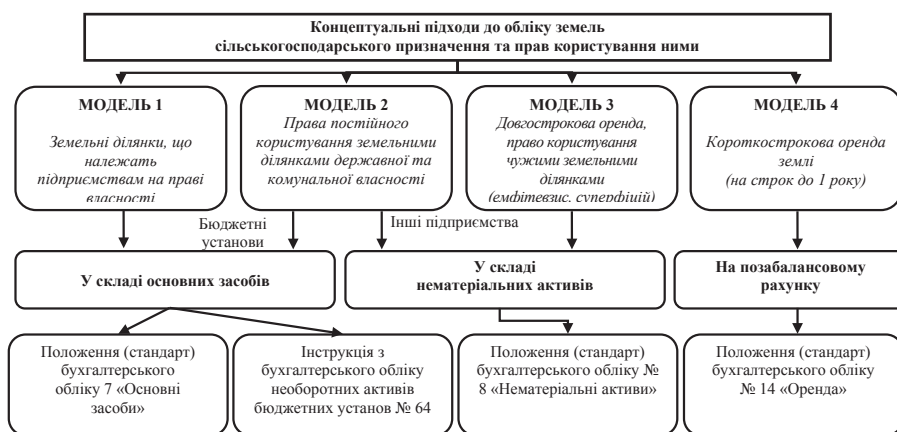 Концептуальні підходи до обліку земель
сільськогосподарського призначення та прав користування ними
МОДЕЛЬ 1
Земельні ділянки, що
належать
підприємствам на праві
власності
МОДЕЛЬ 2
Права постійного
користування земельними
ділянками державної та
комунальної власності
МОДЕЛЬ 3
Довгострокова оренда,
право користування
чужими земельними
ділянками
(емфітевзис, суперфіцій)
МОДЕЛЬ 4
Короткострокова оренда
землі
(на строк до 1 року)
Бюджетні
установи
Інші підприємства
У складі основних засобів
У складі
нематеріальних активів
На позабалансовому
рахунку
Положення (стандарт)
бухгалтерського
обліку 7 «Основні
засоби»
Інструкція з
бухгалтерського обліку
необоротних активів
бюджетних установ № 64
Положення (стандарт)
бухгалтерського обліку №
8 «Нематеріальні активи»
Положення (стандарт)
бухгалтерського обліку
№ 14 «Оренда»